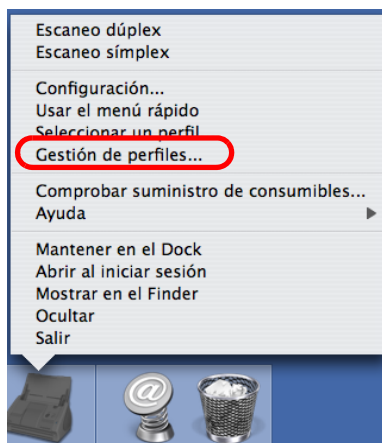 Escaneo dúplex
Escaneo símplex
Configuración...
Usar el menú rápido
Seleccionar un perfil
Gestión de perfiles...
Comprobar suministro de consumibles...
Ayuda
Mantener en el Dock
Abrir al iniciar sesión
Mostrar en el Finder
Ocultar
Salir
@